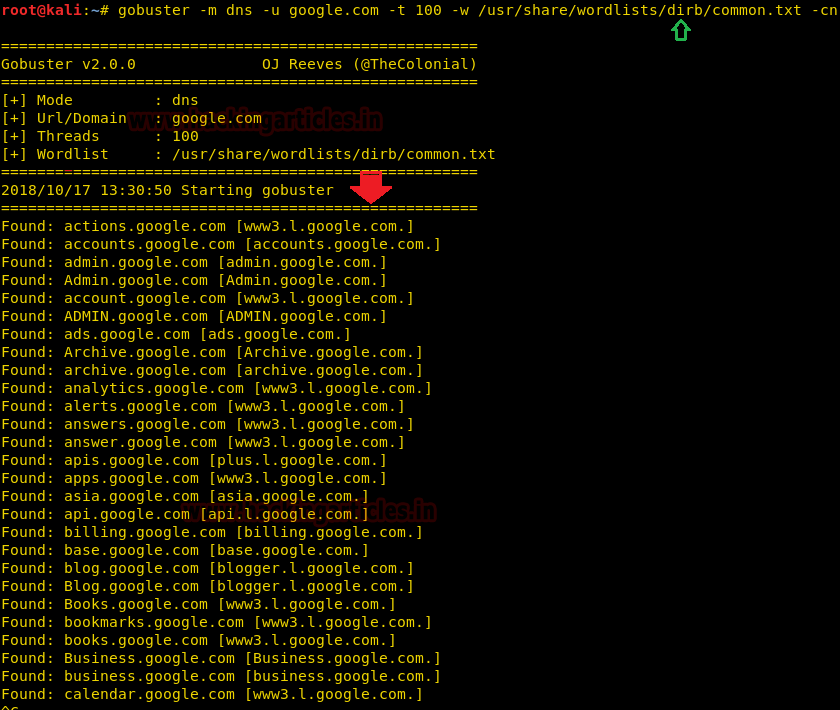 root@kali:~# gobuster -m dns -u google.com -t 100 -w /usr/share/wordlists/dirb/common.txt -cn
=====================================================
Gobuster v2.0.0              OJ Reeves (@TheColonial)
=====================================================
[+] Mode         : dns
[+] Url/Domain   : google.com
www.hackingarticles.in
[+] Threads      : 100
[+] Wordlist     : /usr/share/wordlists/dirb/common.txt
=====================================================
2018/10/17 13:30:50 Starting gobuster
=====================================================
Found: actions.google.com [www3.l.google.com.]
Found: accounts.google.com [accounts.google.com.]
Found: admin.google.com [admin.google.com.]
Found: Admin.google.com [Admin.google.com.]
Found: account.google.com [www3.l.google.com.]
Found: ADMIN.google.com [ADMIN.google.com.]
Found: ads.google.com [ads.google.com.]
Found: Archive.google.com [Archive.google.com.]
Found: archive.google.com [archive.google.com.]
Found: analytics.google.com [www3.l.google.com.]
Found: alerts.google.com [www3.l.google.com.]
Found: answers.google.com [www3.l.google.com.]
Found: answer.google.com [www3.l.google.com.]
Found: apis.google.com [plus.l.google.com.]
Found: apps.google.com [www3.l.google.com.]
Found: asia.google.com [asia.google.com.]
Found: api.google.com [api.l.google.com.]
www.hackingarticles.in
Found: billing.google.com [billing.google.com.]
Found: base.google.com [base.google.com.]
Found: blog.google.com [blogger.l.google.com.]
Found: Blog.google.com [blogger.l.google.com.]
Found: Books.google.com [www3.l.google.com.]
Found: bookmarks.google.com [www3.l.google.com.]
Found: books.google.com [www3.l.google.com.]
Found: Business.google.com [Business.google.com.]
Found: business.google.com [business.google.com.]
Found: calendar.google.com [www3.l.google.com.]